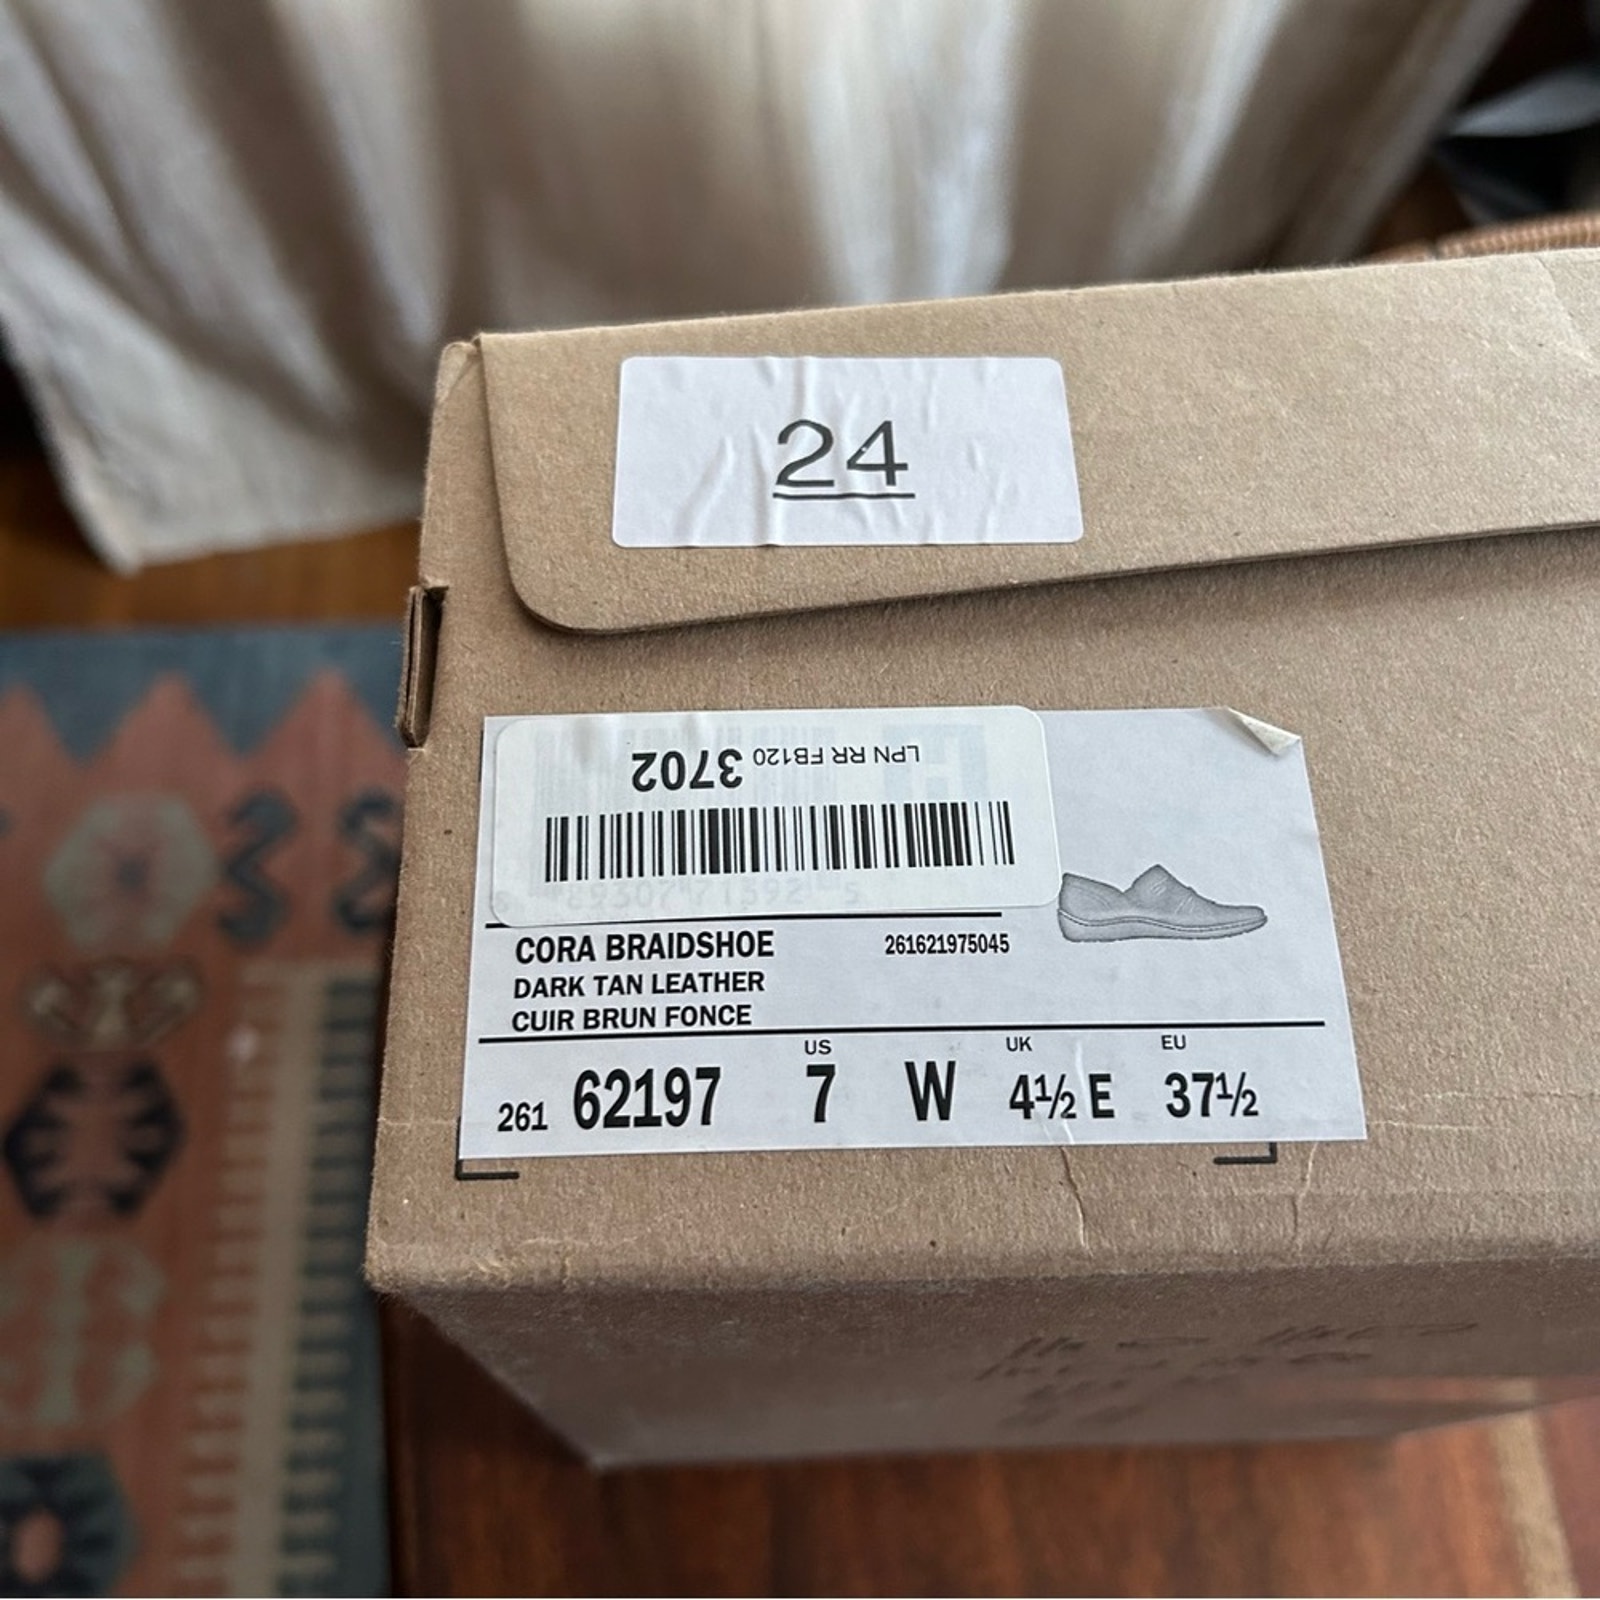 24
LPN RR FB120 3702
CORA BRAIDSHOE 261621975045
DARK TAN LEATHER
CUIR BRUN FONCE
US UK EU
261 62197 7 W 4½ E 37½